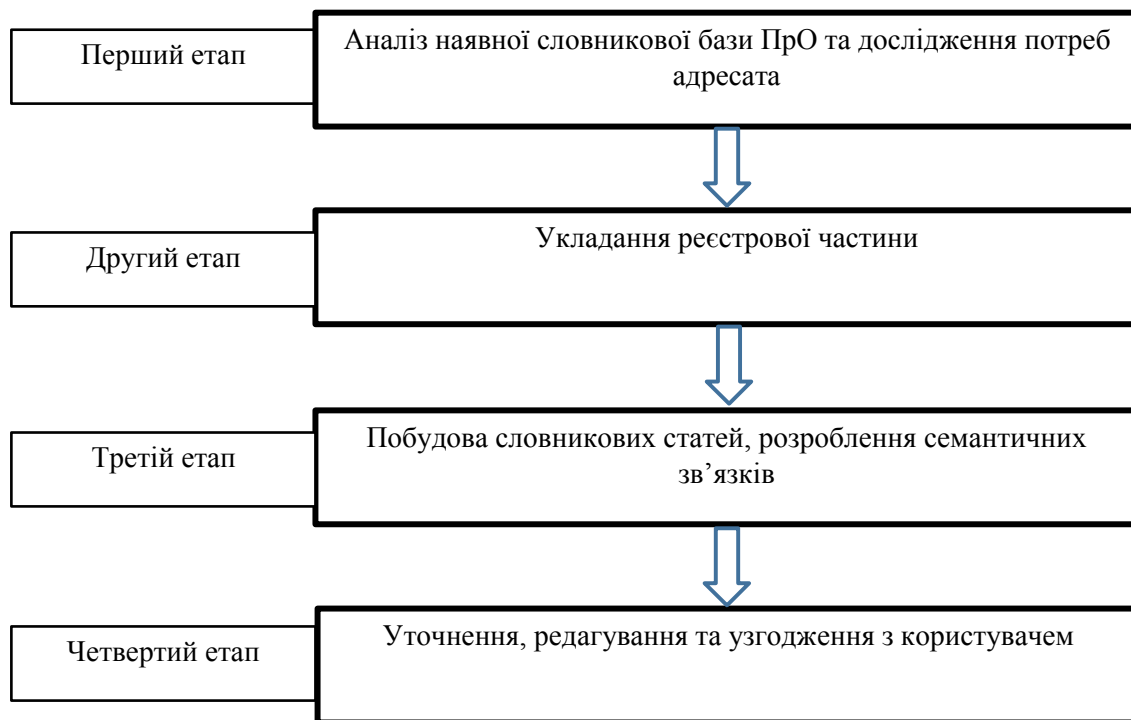 Перший етап
Аналіз наявної словникової бази ПрО та дослідження потреб
адресата
Другий етап
Укладання реєстрової частини
Третій етап
Побудова словникових статей, розроблення семантичних
зв’язків
Четвертий етап
Уточнення, редагування та узгодження з користувачем